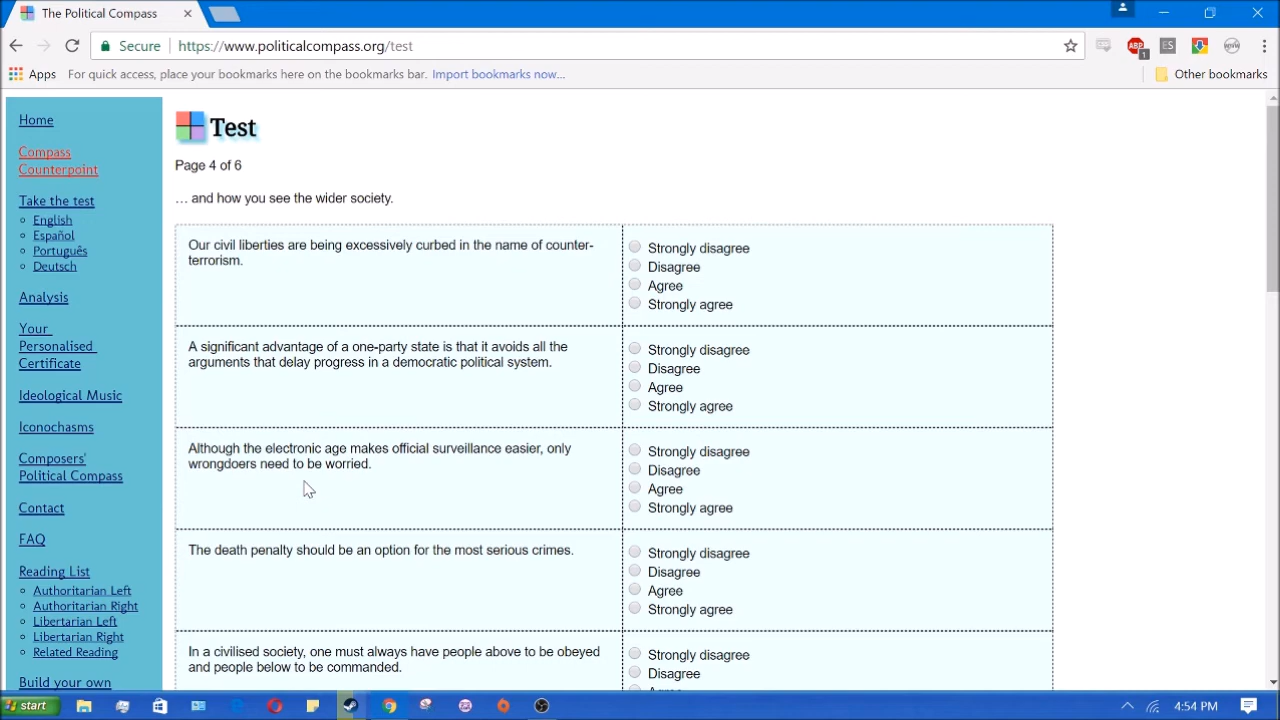 The Political Compass
Secure
https://www.politicalcompass.org/test
ABP
1
ES
Apps
For quick access, place your bookmarks here on the bookmarks bar. Import bookmarks now...
Other bookmarks
Home
Compass
Counterpoint
Take the test
English
Español
Português
Deutsch
Analysis
Your
Personalised
Certificate
Ideological Music
Iconochasms
Composers'
Political Compass
Contact
FAQ
Reading List
Authoritarian Left
Authoritarian Right
Libertarian Left
Libertarian Right
Related Reading
Build your own
Test
Page 4 of 6
… and how you see the wider society.
Our civil liberties are being excessively curbed in the name of counter-
terrorism.
Strongly disagree
Disagree
Agree
Strongly agree
A significant advantage of a one-party state is that it avoids all the
arguments that delay progress in a democratic political system.
Strongly disagree
Disagree
Agree
Strongly agree
Although the electronic age makes official surveillance easier, only
wrongdoers need to be worried.
Strongly disagree
Disagree
Agree
Strongly agree
The death penalty should be an option for the most serious crimes.
Strongly disagree
Disagree
Agree
Strongly agree
In a civilised society, one must always have people above to be obeyed
and people below to be commanded.
Strongly disagree
Disagree
Agree
start
4:54 PM